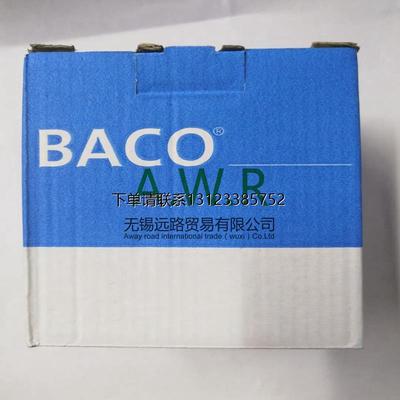 BACO®
AWR
下单请联系13123385752
无锡远路贸易有限公司
Away road international trade（wuxi）Co.Ltd